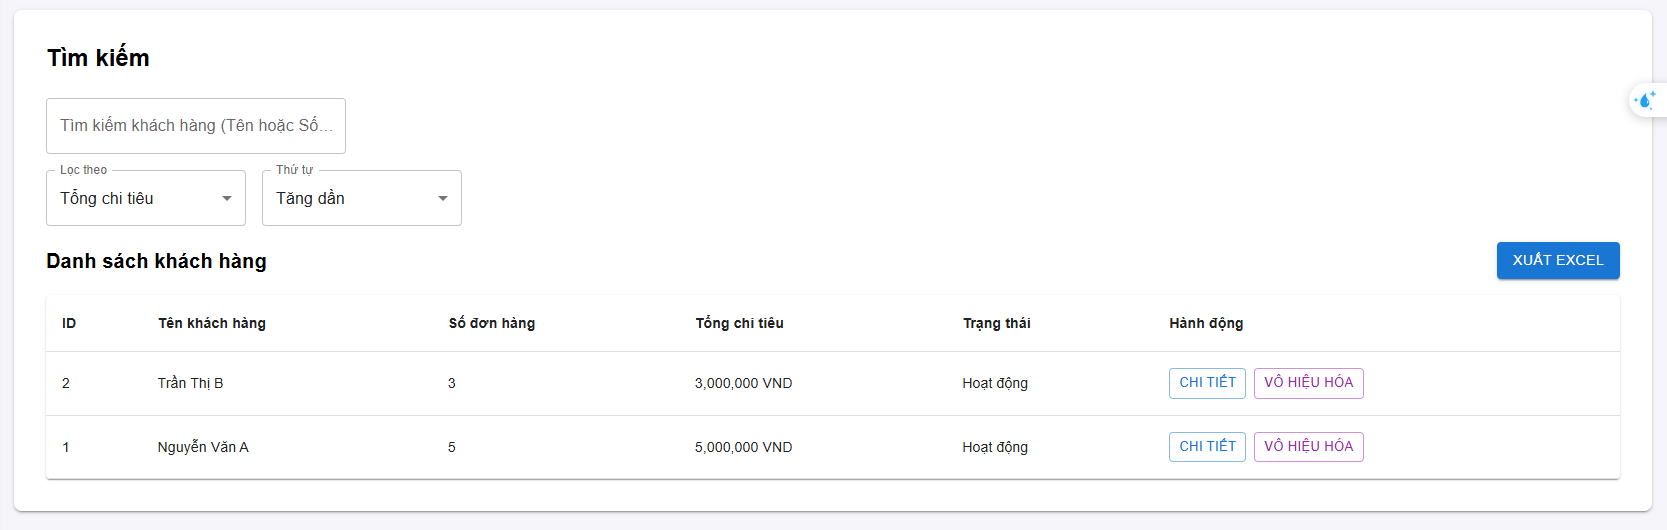 Tìm kiếm
Tìm kiếm khách hàng (Tên hoặc Số...
Lọc theo Thứ tự
Tổng chi tiêu Tăng dần
Danh sách khách hàng XUẤT EXCEL
ID Tên khách hàng Số đơn hàng Tổng chi tiêu Trạng thái Hành động
2 Trần Thị B 3 3,000,000 VND Hoạt động CHI TIẾT VÔ HIỆU HÓA
1 Nguyễn Văn A 5 5,000,000 VND Hoạt động CHI TIẾT VÔ HIỆU HÓA